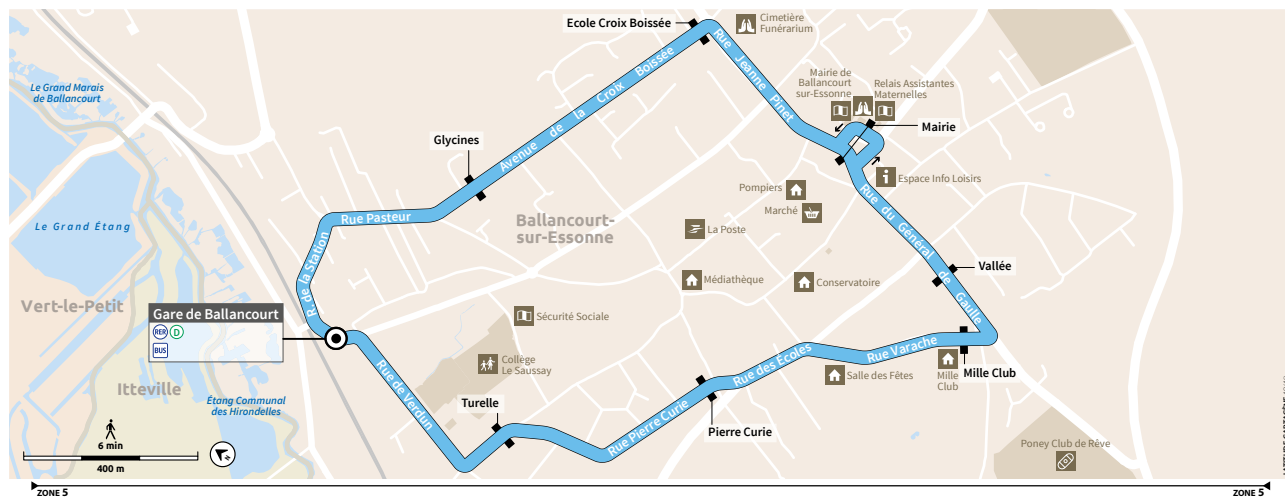 Ecole Croix Boissée
Cimetière
Funérarium
Rue Jeanne Pinet
Avenue de la Croix Boissée
Le Grand Marais
de Ballancourt
Mairie de
Ballancourt
sur-Essonne
Relais Assistantes
Maternelles
Mairie
Glycines
Espace Info Loisirs
Pompiers
Marché
Rue Pasteur
Ballancourt-
sur-Essonne
La Poste
Le Grand Étang
R. de la Station
Rue du Général de Gaulle
Vallée
Médiathèque
Conservatoire
Vert-le-Petit
Gare de Ballancourt
RER D
BUS
Sécurité Sociale
Rue Varache
Collège
Le Saussay
Rue des Écoles
Salle des Fêtes
Mille
Club
Mille Club
Itteville
Rue de Verdun
Étang Communal
des Hirondelles
Turelle
Rue Pierre Curie
Pierre Curie
6 min
400 m
Poney Club de Rêve
ZONE 5
ZONE 5